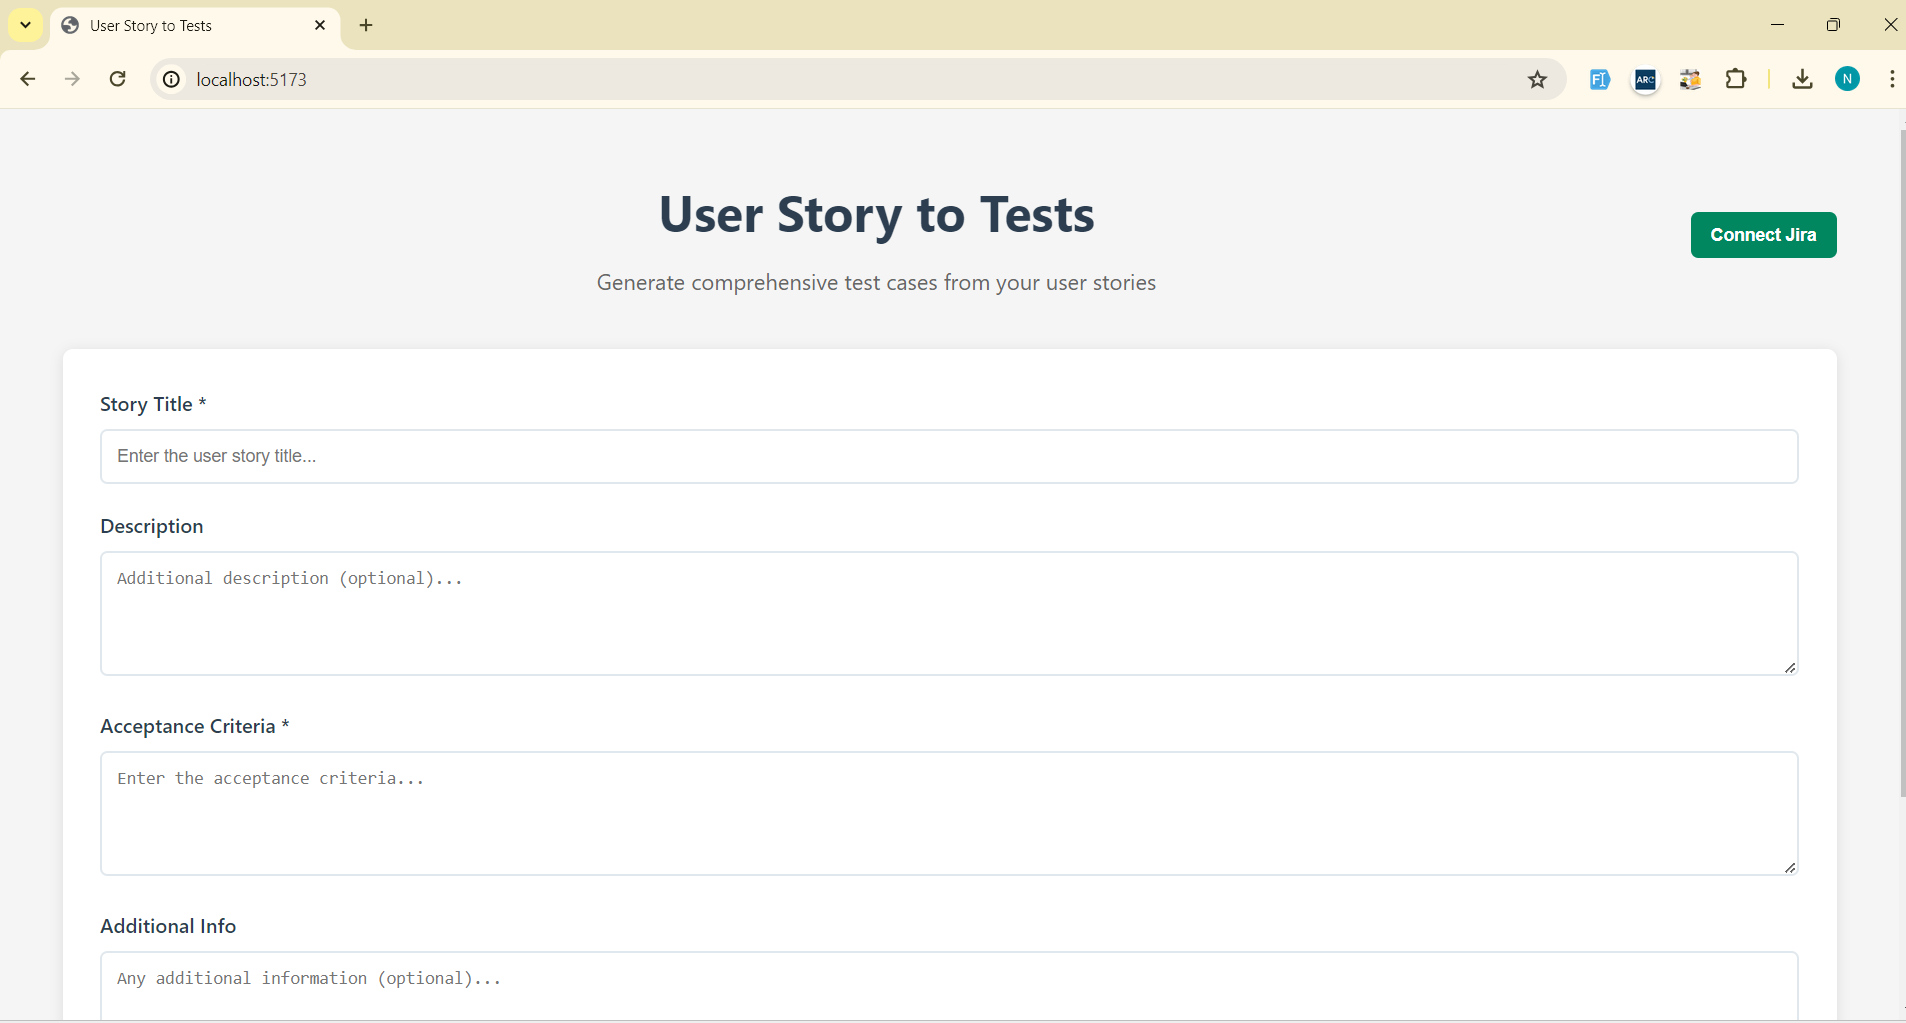 User Story to Tests
localhost:5173
FI
ARC
N
User Story to Tests
Connect Jira
Generate comprehensive test cases from your user stories
Story Title *
Enter the user story title...
Description
Additional description (optional)...
Acceptance Criteria *
Enter the acceptance criteria...
Additional Info
Any additional information (optional)...